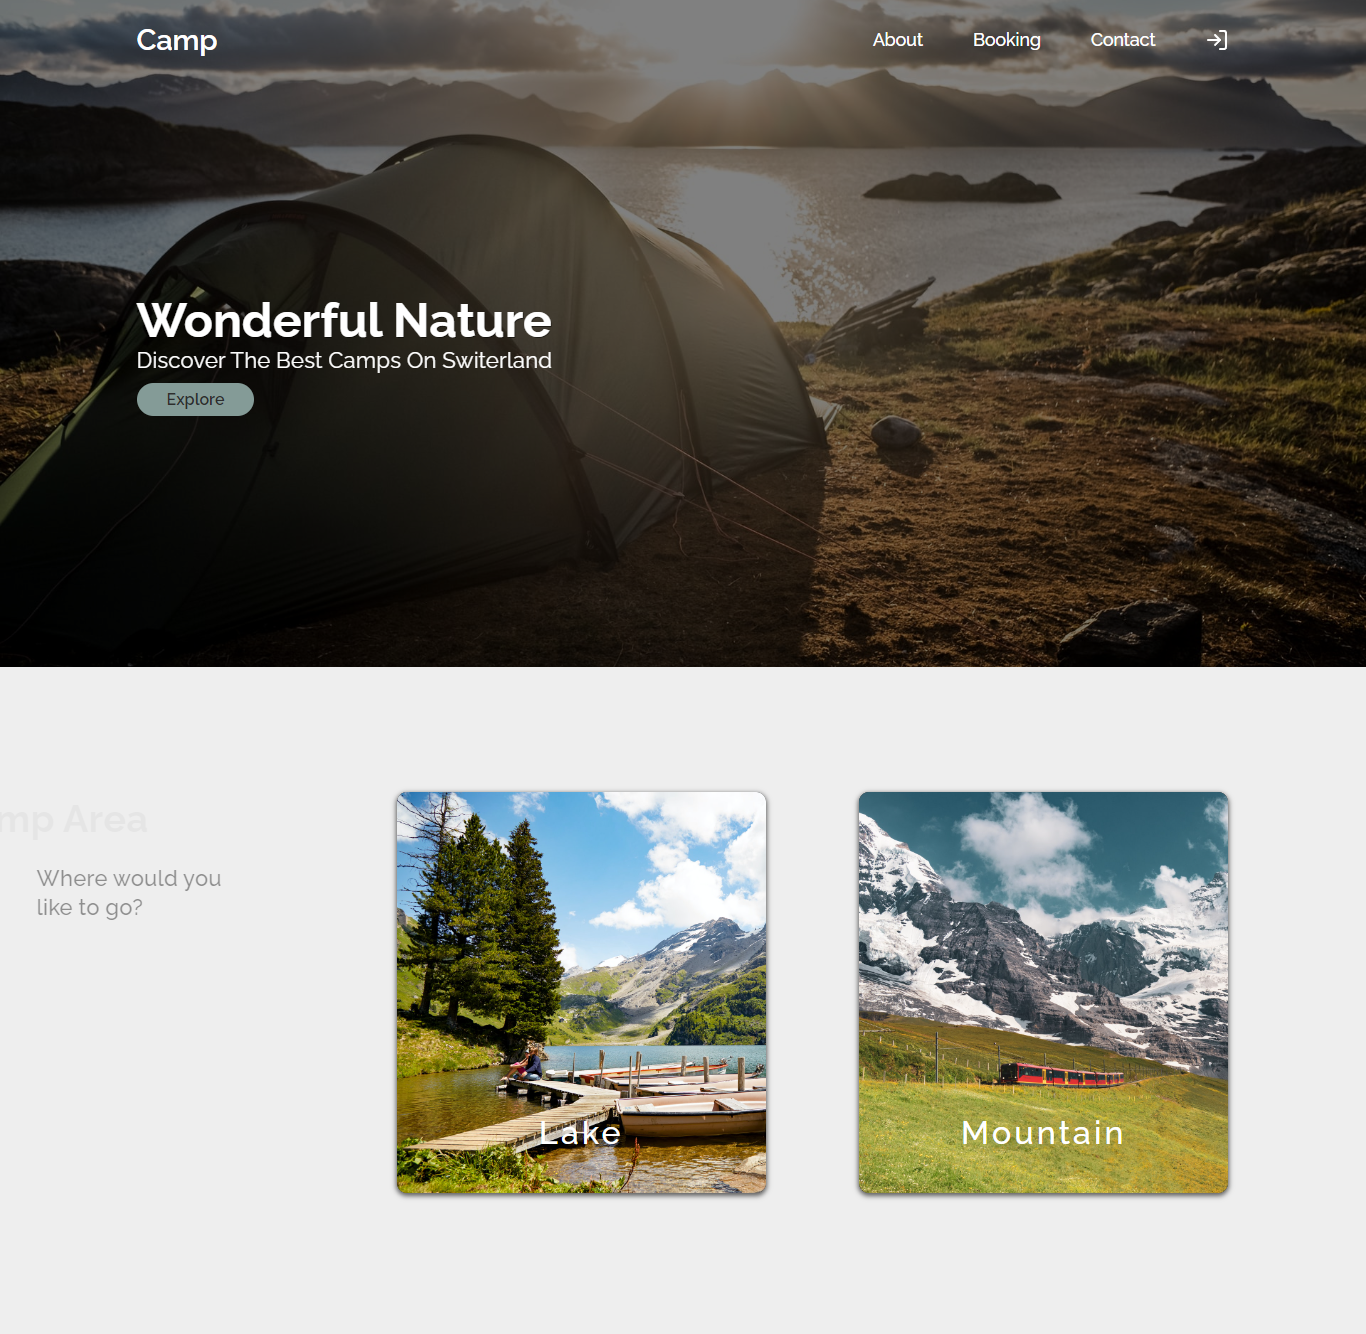 Camp
About Booking Contact
Wonderful Nature
Discover The Best Camps On Switerland
Explore
mp Area
Where would you
like to go?
Lake
Mountain